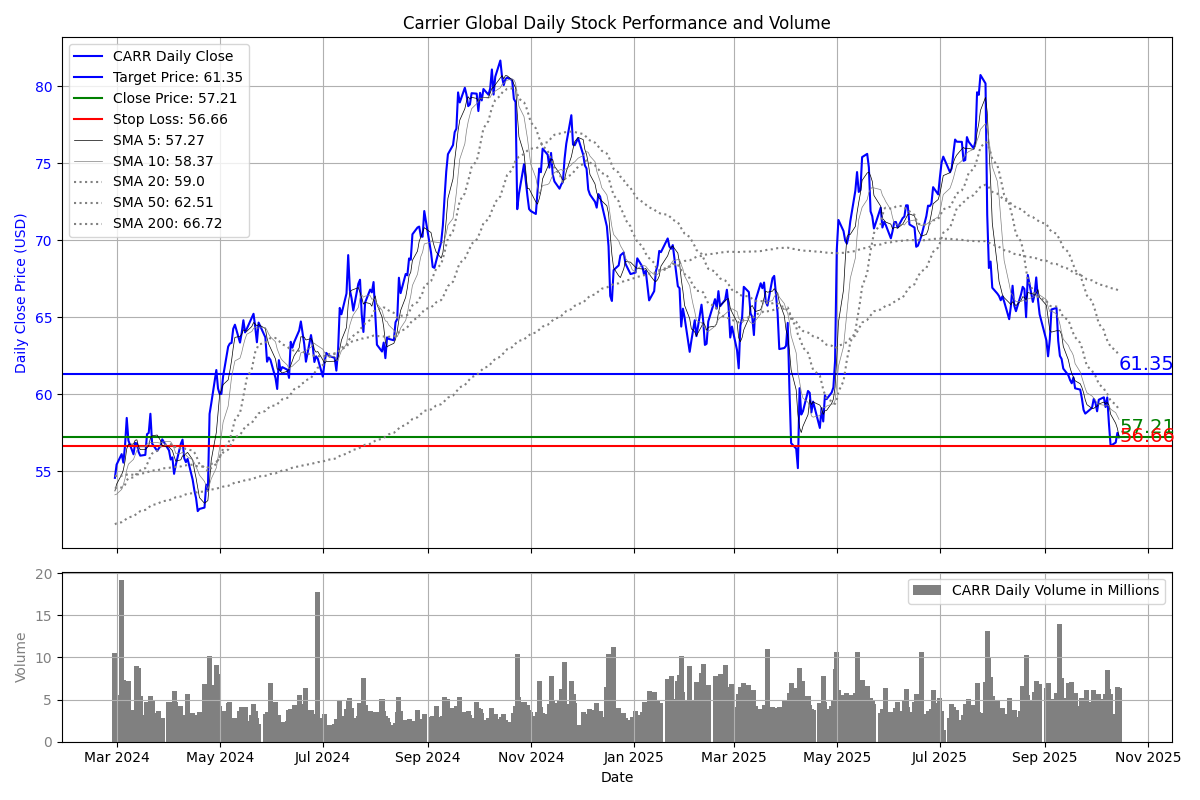 Carrier Global Daily Stock Performance and Volume
CARR Daily Close
Target Price: 61.35
Close Price: 57.21
Stop Loss: 56.66
SMA 5: 57.27
SMA 10: 58.37
SMA 20: 59.0
SMA 50: 62.51
SMA 200: 66.72
Daily Close Price (USD)
80
75
70
65
60
55
61.35
57.21
56.66
CARR Daily Volume in Millions
Volume
20
15
10
5
0
Mar 2024
May 2024
Jul 2024
Sep 2024
Nov 2024
Jan 2025
Mar 2025
May 2025
Jul 2025
Sep 2025
Nov 2025
Date